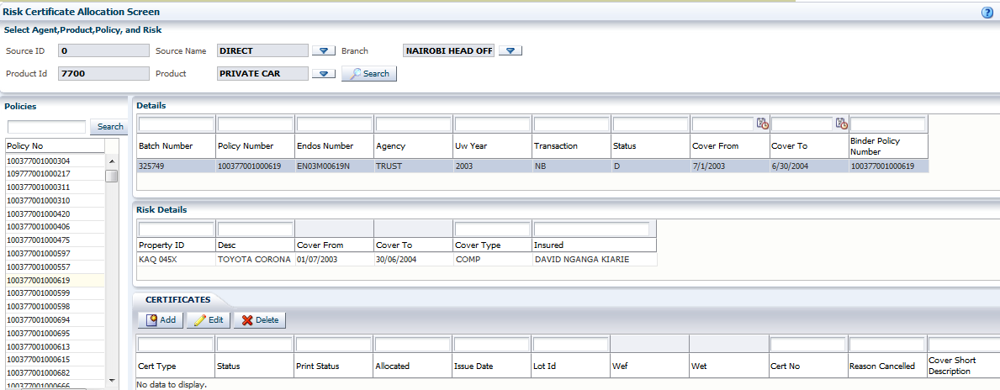 Risk Certificate Allocation Screen
Select Agent,Product,Policy, and Risk
Source ID 0 Source Name DIRECT Branch NAIROBI HEAD OFF
Product Id 7700 Product PRIVATE CAR Search
Policies
Search
Policy No
100377001000304
109777001000217
100377001000311
100377001000310
100377001000420
100377001000406
100377001000475
100377001000597
100377001000557
100377001000619
100377001000599
100377001000598
100377001000694
100377001000695
100377001000613
100377001000615
100377001000682
100377001000666
Details
Batch Number Policy Number Endos Number Agency Uw Year Transaction Status Cover From Cover To Binder Policy
Number
325749 100377001000619 EN03M00619N TRUST 2003 NB D 7/1/2003 6/30/2004 100377001000619
Risk Details
Property ID Desc Cover From Cover To Cover Type Insured
KAQ 045X TOYOTA CORONA 01/07/2003 30/06/2004 COMP DAVID NGANGA KIARIE
CERTIFICATES
Add Edit Delete
Cert Type Status Print Status Allocated Issue Date Lot Id Wef Wet Cert No Reason Cancelled Cover Short
Description
No data to display.